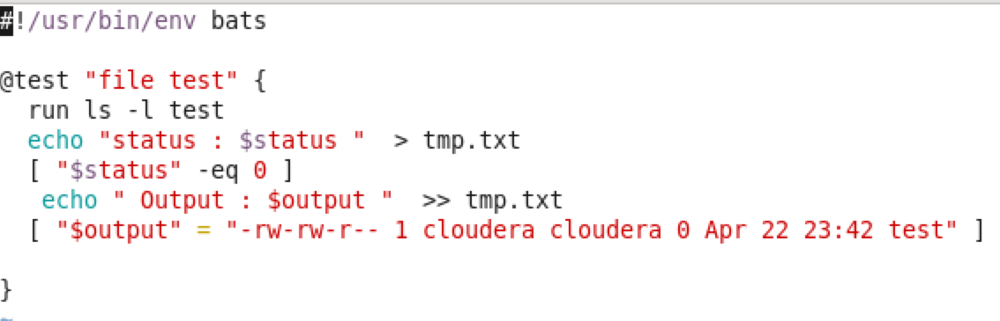 #!/usr/bin/env bats
@test "file test" {
run ls -l test
echo "status : $status "  > tmp.txt
[ "$status" -eq 0 ]
echo " Output : $output "  >> tmp.txt
[ "$output" = "-rw-rw-r-- 1 cloudera cloudera 0 Apr 22 23:42 test" ]
}
~